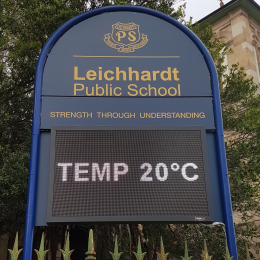 PS
Leichhardt
Public School
STRENGTH THROUGH UNDERSTANDING
TEMP 20°C